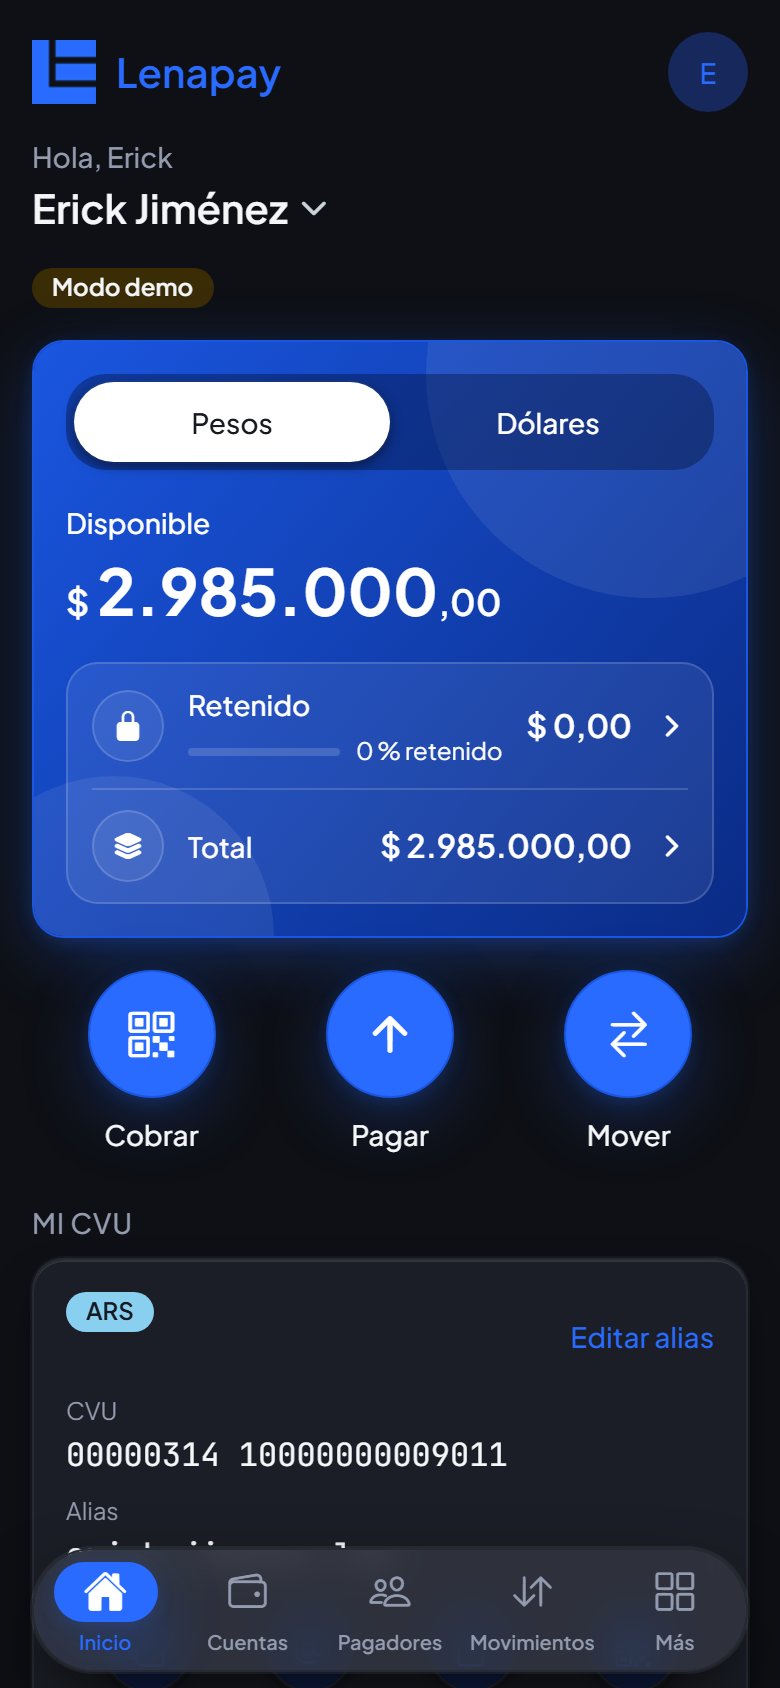 Lenapay
E
Hola, Erick
Erick Jiménez
Modo demo
Pesos
Dólares
Disponible
$ 2.985.000,00
Retenido
0 % retenido
$ 0,00
Total
$ 2.985.000,00
Cobrar
Pagar
Mover
MI CVU
ARS
Editar alias
CVU
00000314 10000000009011
Alias
Inicio
Cuentas
Pagadores
Movimientos
Más